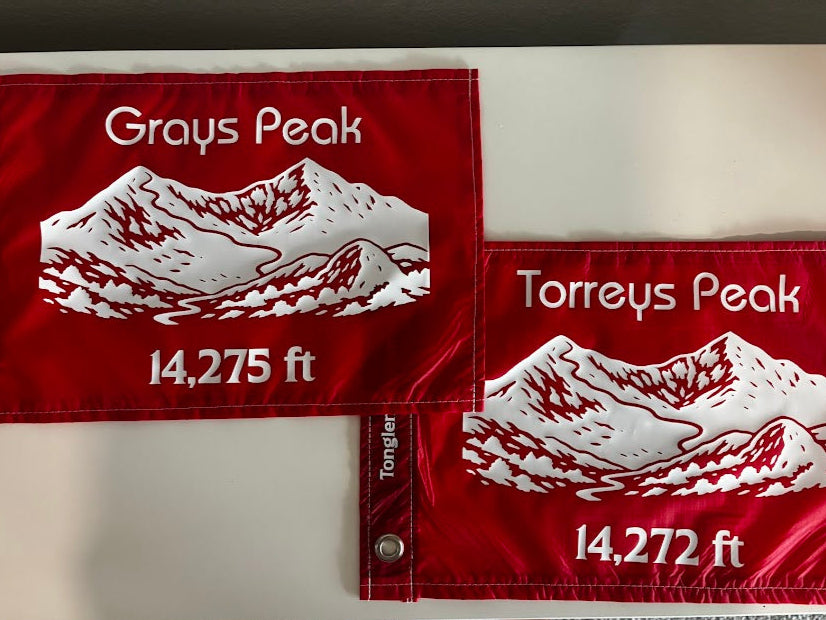 Grays Peak
14,275 ft
Torreys Peak
14,272 ft
Tongler